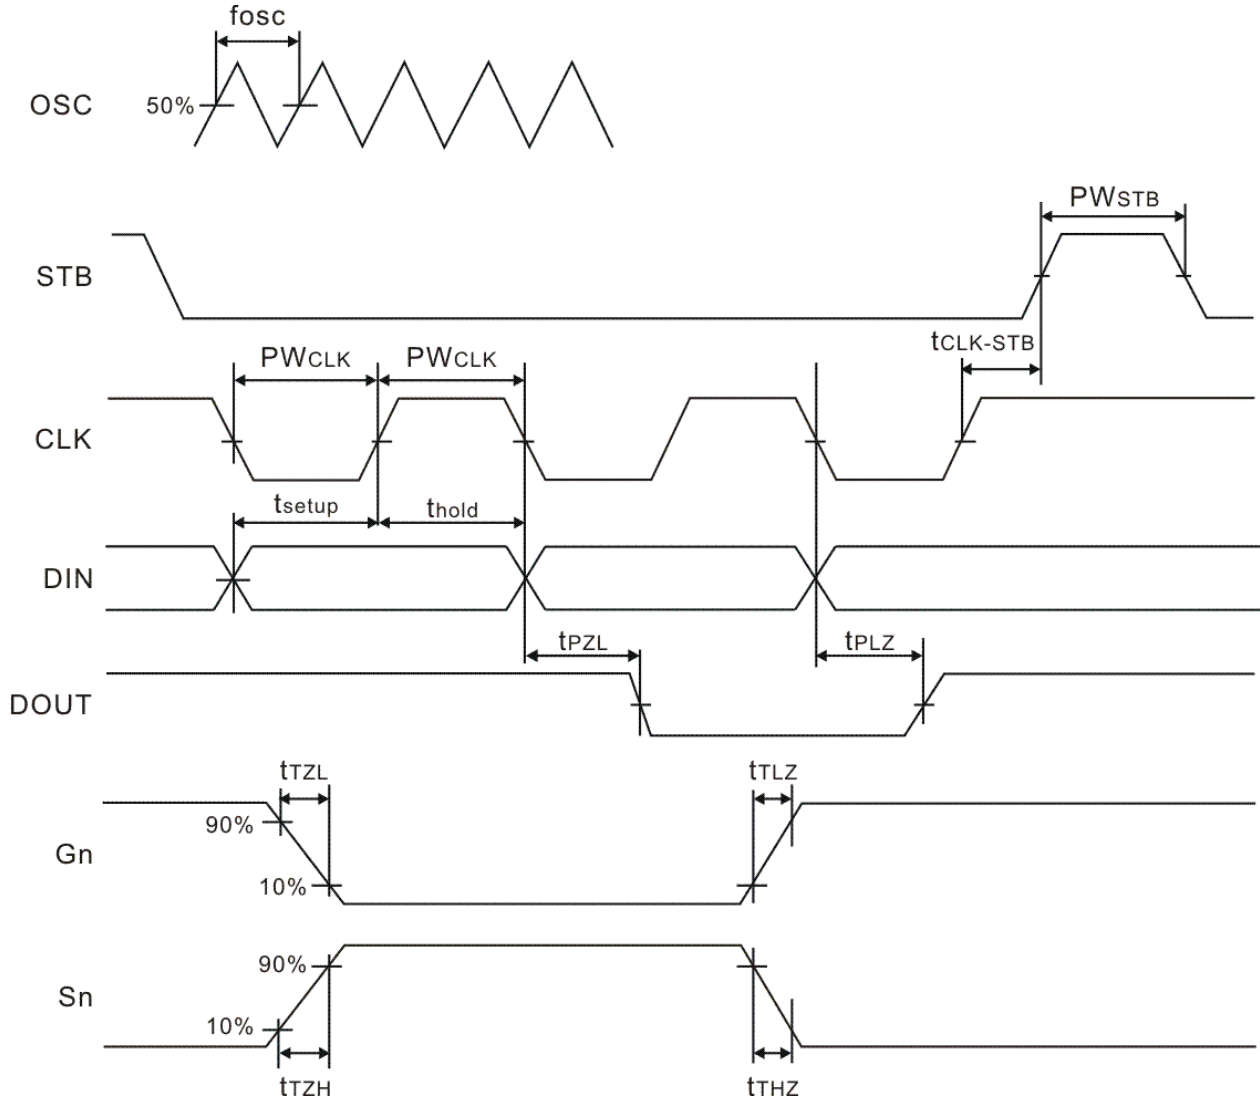 fosc
OSC
50%
PWSTB
STB
tCLK-STB
PWCLK
PWCLK
CLK
tsetup
thold
DIN
tPZL
tPLZ
DOUT
tTZL
tTLZ
90%
Gn
10%
90%
Sn
10%
tTZH
tTHZ